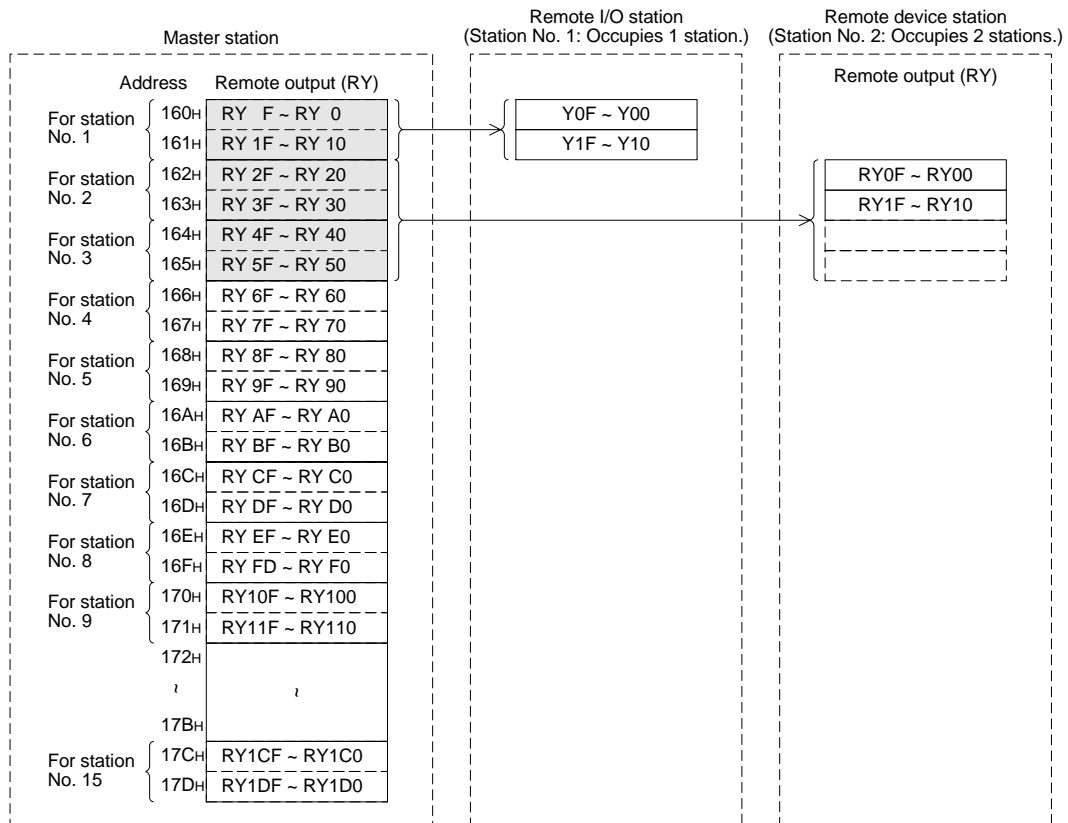 Master station
Remote I/O station
(Station No. 1: Occupies 1 station.)
Remote device station
(Station No. 2: Occupies 2 stations.)
Address Remote output (RY)
For station No. 1
160H RY F ~ RY 0
161H RY 1F ~ RY 10
For station No. 2
162H RY 2F ~ RY 20
163H RY 3F ~ RY 30
For station No. 3
164H RY 4F ~ RY 40
165H RY 5F ~ RY 50
For station No. 4
166H RY 6F ~ RY 60
167H RY 7F ~ RY 70
For station No. 5
168H RY 8F ~ RY 80
169H RY 9F ~ RY 90
For station No. 6
16AH RY AF ~ RY A0
16BH RY BF ~ RY B0
For station No. 7
16CH RY CF ~ RY C0
16DH RY DF ~ RY D0
For station No. 8
16EH RY EF ~ RY E0
16FH RY FD ~ RY F0
For station No. 9
170H RY10F ~ RY100
171H RY11F ~ RY110
172H
~ ~
17BH
For station No. 15
17CH RY1CF ~ RY1C0
17DH RY1DF ~ RY1D0
Y0F ~ Y00
Y1F ~ Y10
Remote output (RY)
RY0F ~ RY00
RY1F ~ RY10